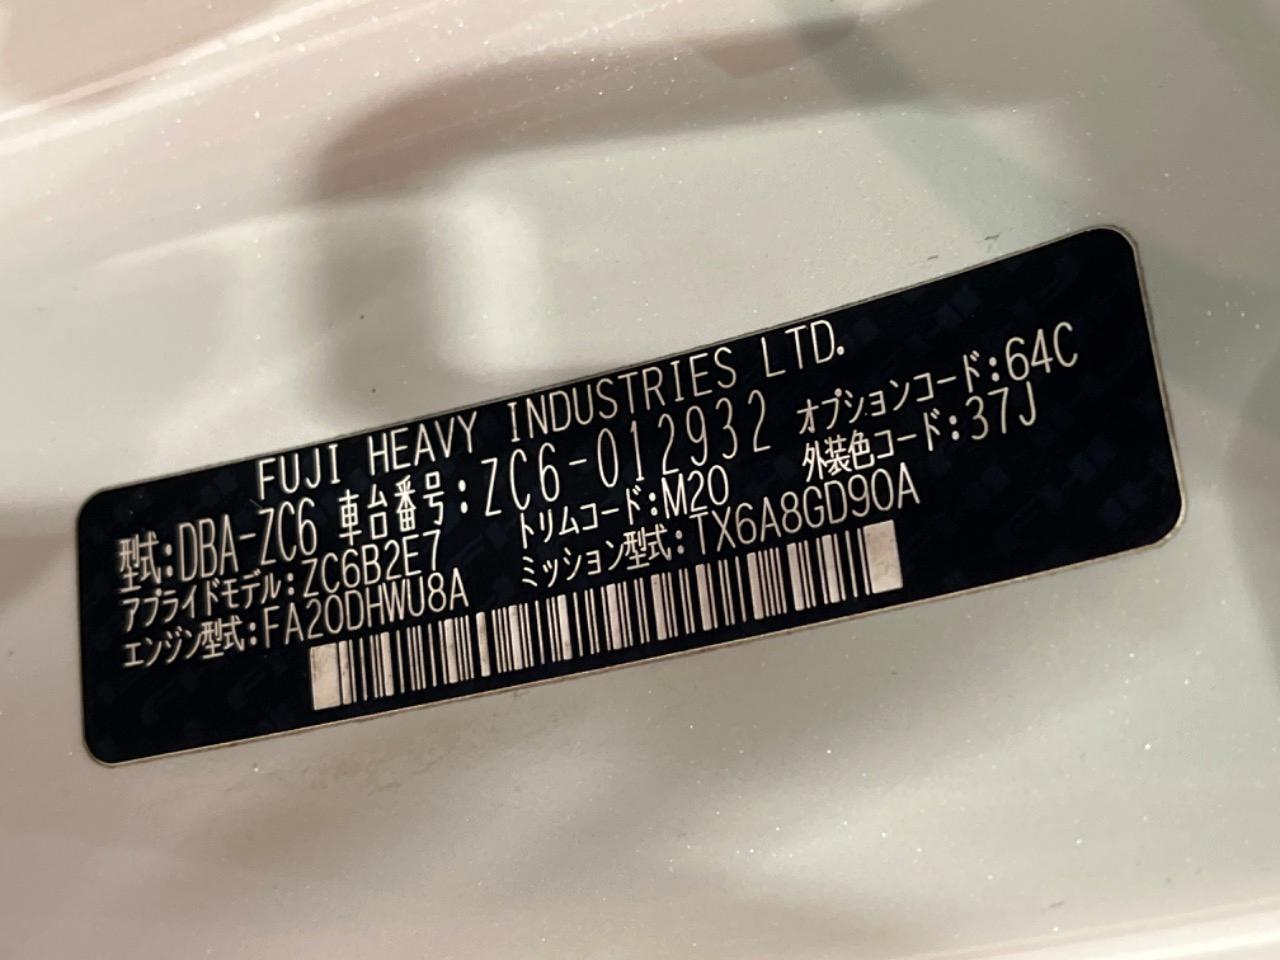 FUJI HEAVY INDUSTRIES LTD.
型式:DBA-ZC6 車台番号:ZC6-012932 オプションコード:64C
アプライドモデル:ZC6B2E7 トリムコード:M20 外装色コード:37J
エンジン型式:FA20DHWU8A ミッション型式:TX6A8GD90A